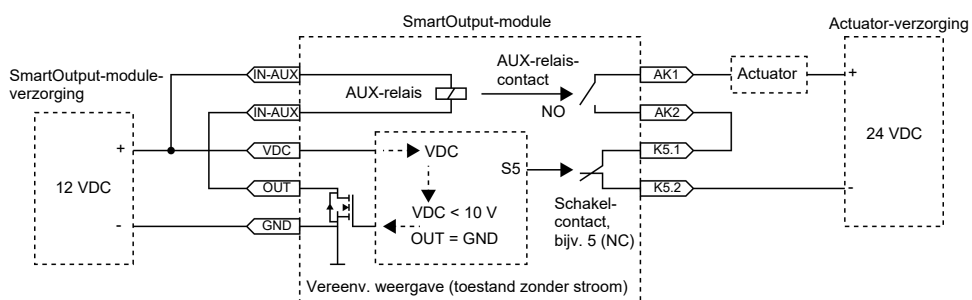 SmartOutput-module
Actuator-verzorging
SmartOutput-module-
verzorging
12 VDC
+
-
IN-AUX
IN-AUX
VDC
OUT
GND
AUX-relais
AUX-relais-
contact
NO
VDC
VDC < 10 V
OUT = GND
S5
Schakel-
contact,
bijv. 5 (NC)
AK1
AK2
K5.1
K5.2
Actuator
+
-
24 VDC
Vereenv. weergave (toestand zonder stroom)